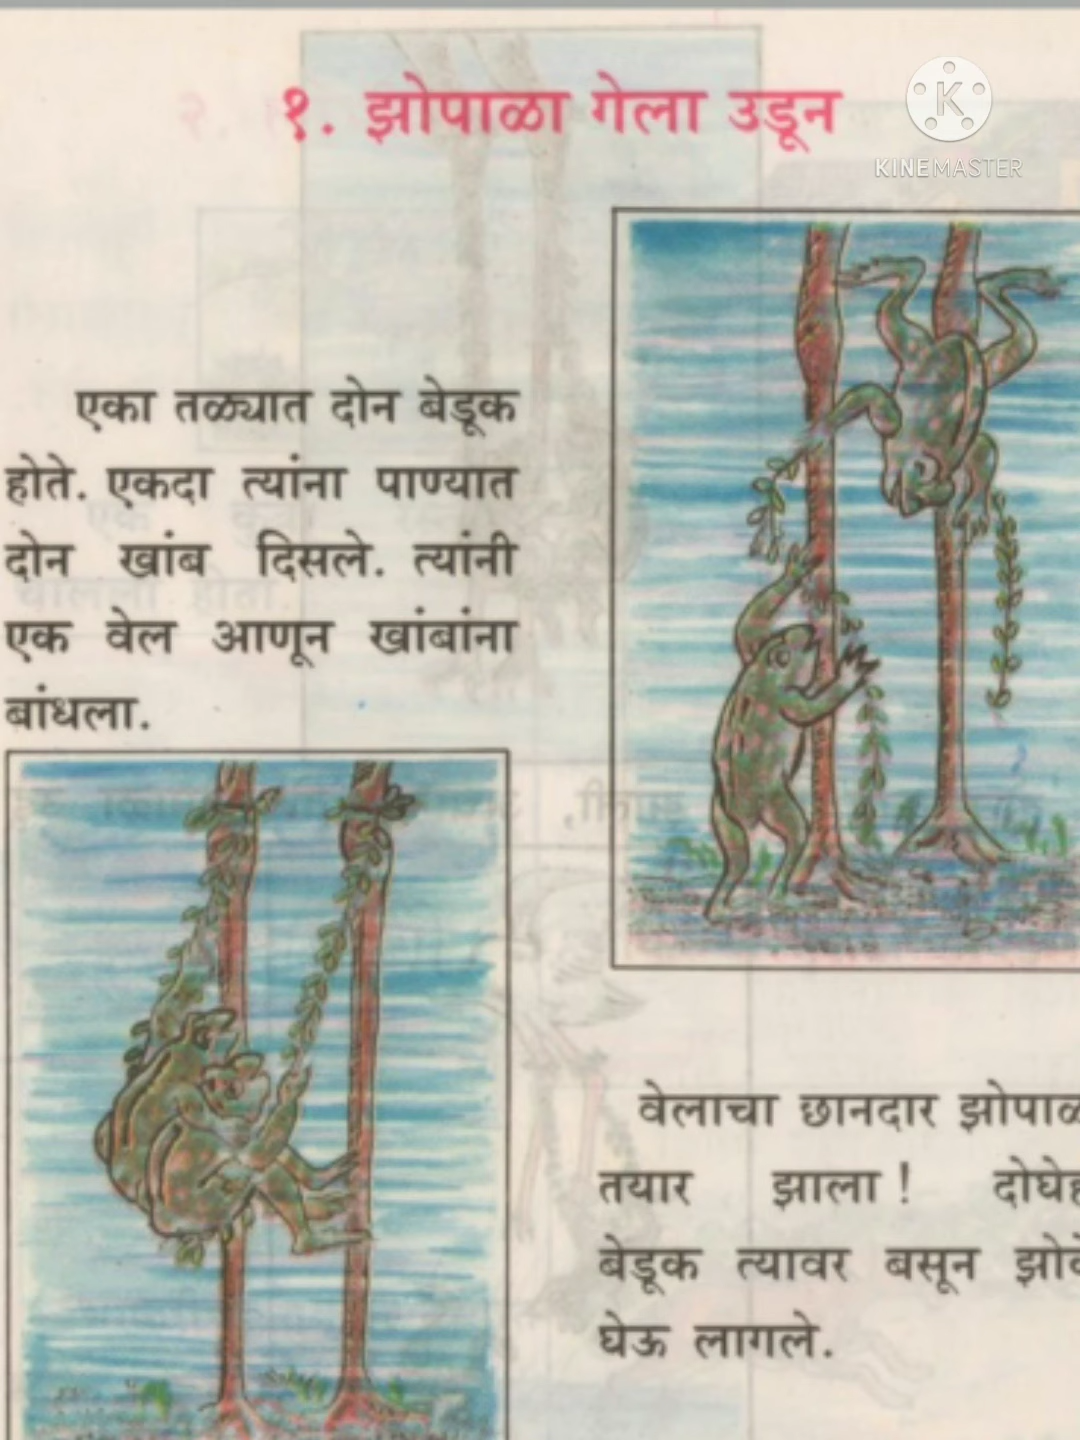 १. झोपाळा गेला उडून
KINEMASTER
एका तळ्यात दोन बेडूक
होते. एकदा त्यांना पाण्यात
दोन खांब दिसले. त्यांनी
एक वेल आणून खांबांना
बांधला.
वेलाचा छानदार
तयार झाला !
बेडूक त्यावर बसून
घेऊ लागले.